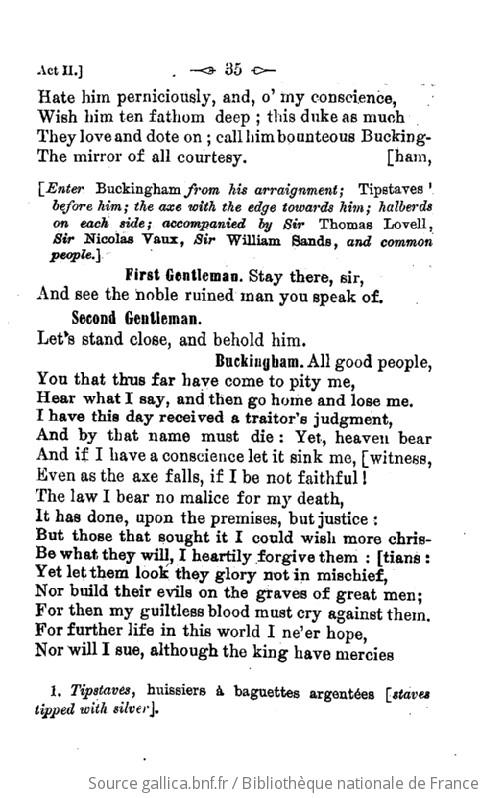 Act II.] 35
Hate him perniciously, and, o' my conscience,
Wish him ten fathom deep ; this duke as much
They love and dote on ; call him bounteous Bucking-
The mirror of all courtesy. [ham,
[Enter Buckingham from his arraignment; Tipstaves 1
before him; the axe with the edge towards him; halberds
on each side; accompanied by Sir Thomas Lovell,
Sir Nicolas Vaux, Sir William Sands, and common
people.]
First Gentleman. Stay there, sir,
And see the noble ruined man you speak of.
Second Gentleman.
Let's stand close, and behold him.
Buckingham. All good people,
You that thus far have come to pity me,
Hear what I say, and then go home and lose me.
I have this day received a traitor's judgment,
And by that name must die : Yet, heaven bear
And if I have a conscience let it sink me, [witness,
Even as the axe falls, if I be not faithful !
The law I bear no malice for my death,
It has done, upon the premises, but justice :
But those that sought it I could wish more chris-
Be what they will, I heartily forgive them : [tians :
Yet let them look they glory not in mischief,
Nor build their evils on the graves of great men;
For then my guiltless blood must cry against them.
For further life in this world I ne'er hope,
Nor will I sue, although the king have mercies
1. Tipstaves, huissiers à baguettes argentées [staves
tipped with silver].
Source gallica.bnf.fr / Bibliothèque nationale de France